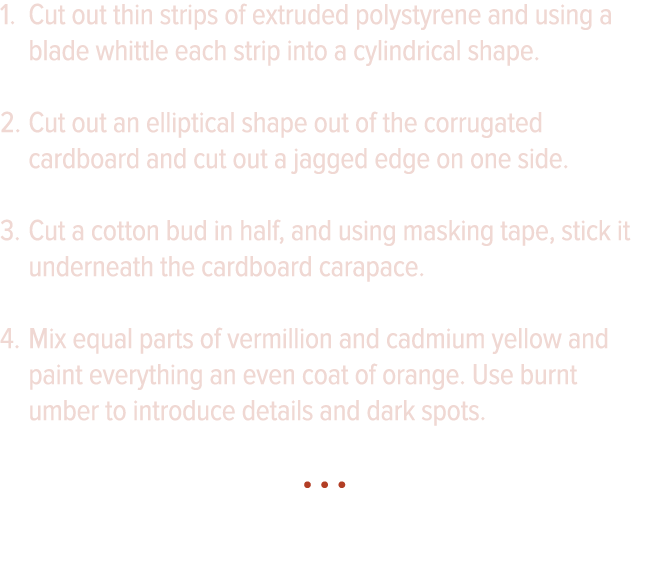 1. Cut out thin strips of extruded polystyrene and using a
blade whittle each strip into a cylindrical shape.
2. Cut out an elliptical shape out of the corrugated
cardboard and cut out a jagged edge on one side.
3. Cut a cotton bud in half, and using masking tape, stick it
underneath the cardboard carapace.
4. Mix equal parts of vermillion and cadmium yellow and
paint everything an even coat of orange. Use burnt
umber to introduce details and dark spots.
• • •